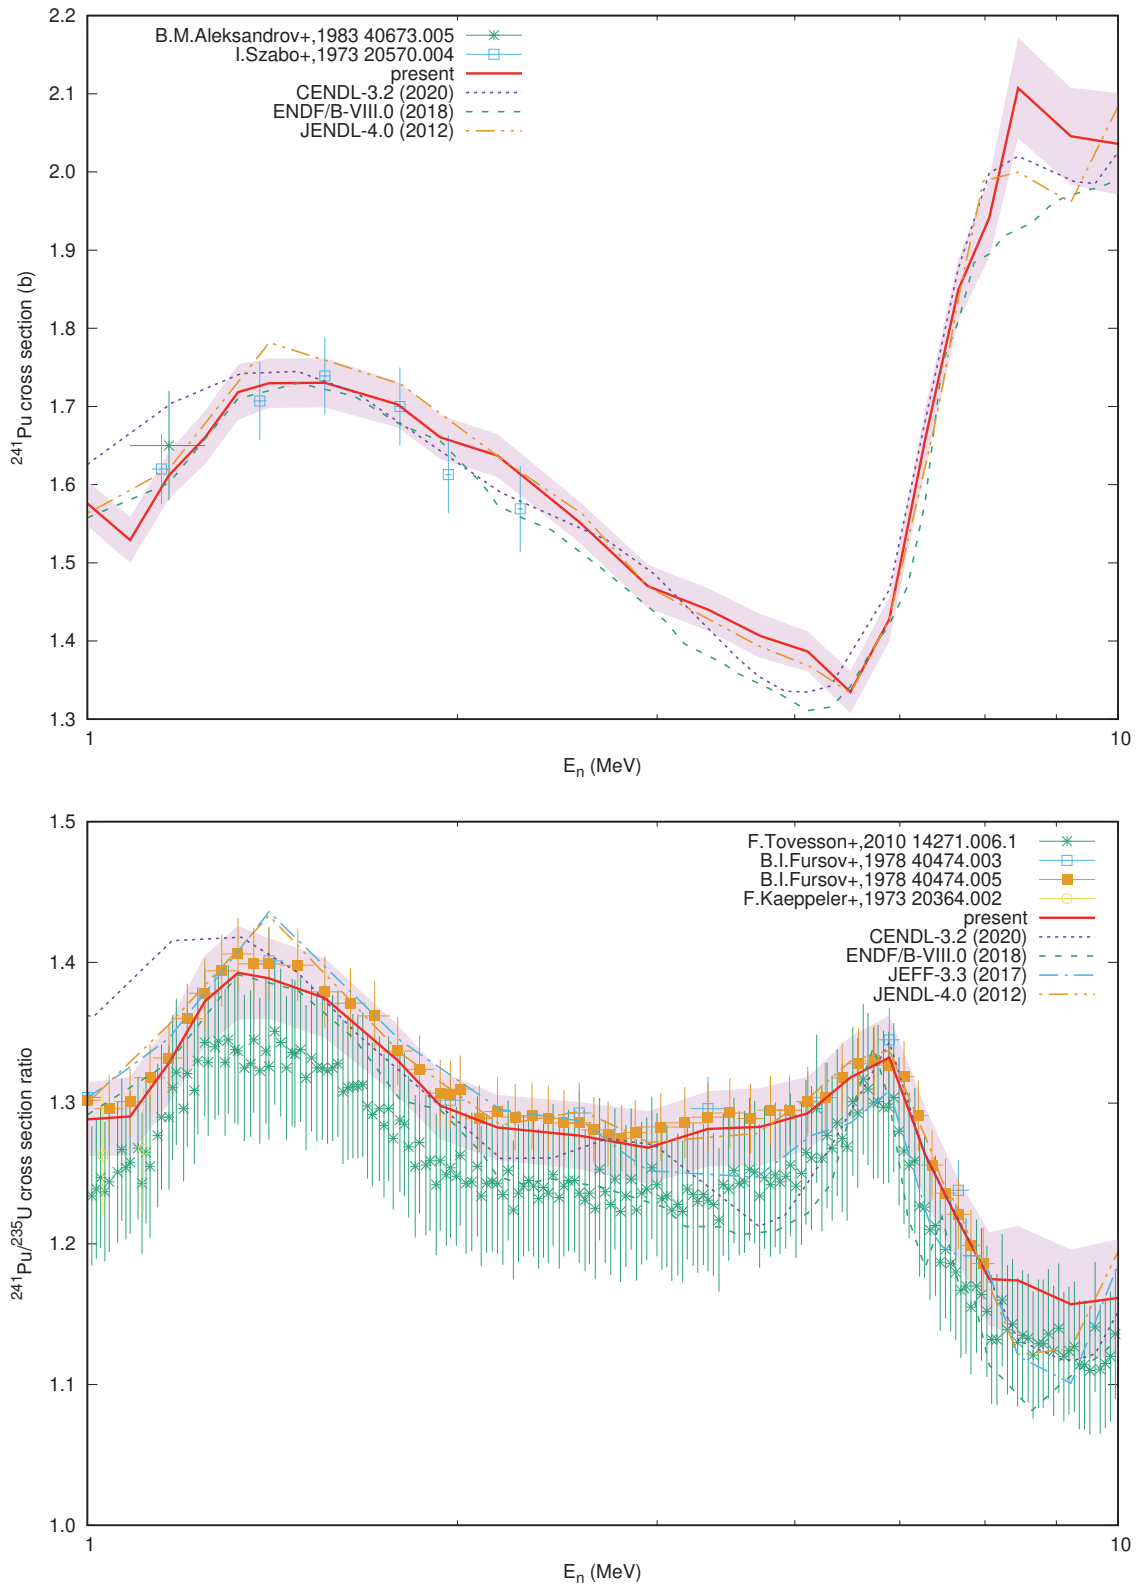 2.2
2.1
2.0
1.9
1.8
1.7
1.6
1.5
1.4
1.3
²⁴¹Pu cross section (b)
B.M.Aleksandrov+,1983 40673.005
I.Szabo+,1973 20570.004
present
CENDL-3.2 (2020)
ENDF/B-VIII.0 (2018)
JENDL-4.0 (2012)
1
10
Eₙ (MeV)
1.5
1.4
1.3
1.2
1.1
1.0
²⁴¹Pu/²³⁵U cross section ratio
F.Tovesson+,2010 14271.006.1
B.I.Fursov+,1978 40474.003
B.I.Fursov+,1978 40474.005
F.Kaeppeler+,1973 20364.002
present
CENDL-3.2 (2020)
ENDF/B-VIII.0 (2018)
JEFF-3.3 (2017)
JENDL-4.0 (2012)
1
10
Eₙ (MeV)